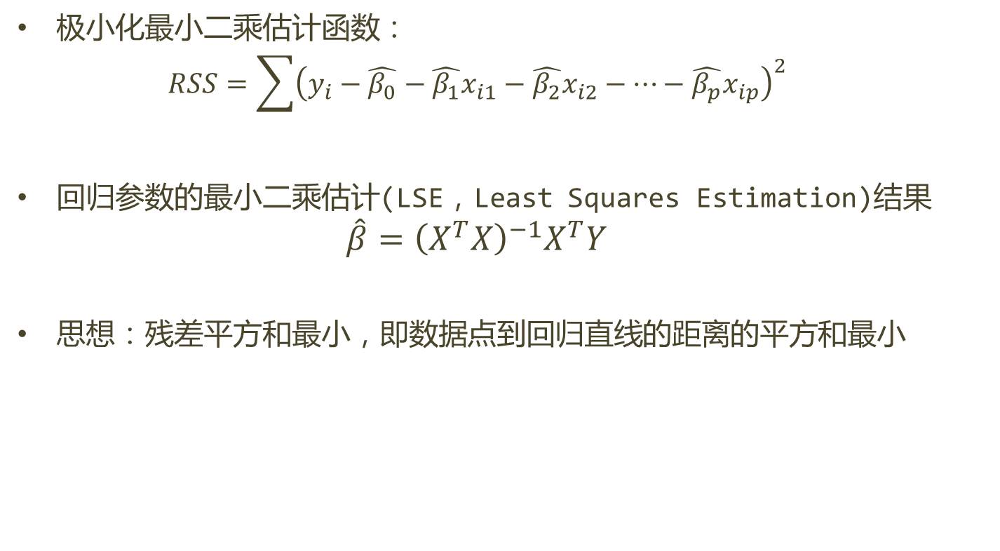 • 极小化最小二乘估计函数：
$RSS = \sum \left( y_i - \widehat{\beta_0} - \widehat{\beta_1} x_{i1} - \widehat{\beta_2} x_{i2} - \cdots - \widehat{\beta_p} x_{ip} \right)^2$
• 回归参数的最小二乘估计(LSE，Least Squares Estimation)结果
$\hat{\beta} = (X^T X)^{-1} X^T Y$
• 思想：残差平方和最小，即数据点到回归直线的距离的平方和最小